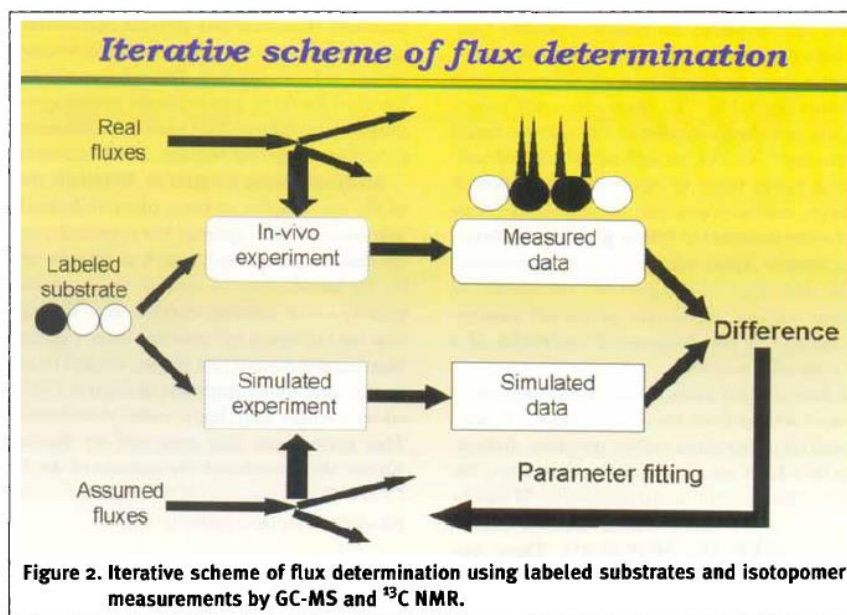 Iterative scheme of flux determination
Real
fluxes
In-vivo
experiment
Measured
data
Labeled
substrate
Difference
Simulated
experiment
Simulated
data
Parameter fitting
Assumed
fluxes
Figure 2. Iterative scheme of flux determination using labeled substrates and isotopomer
measurements by GC-MS and ¹³C NMR.